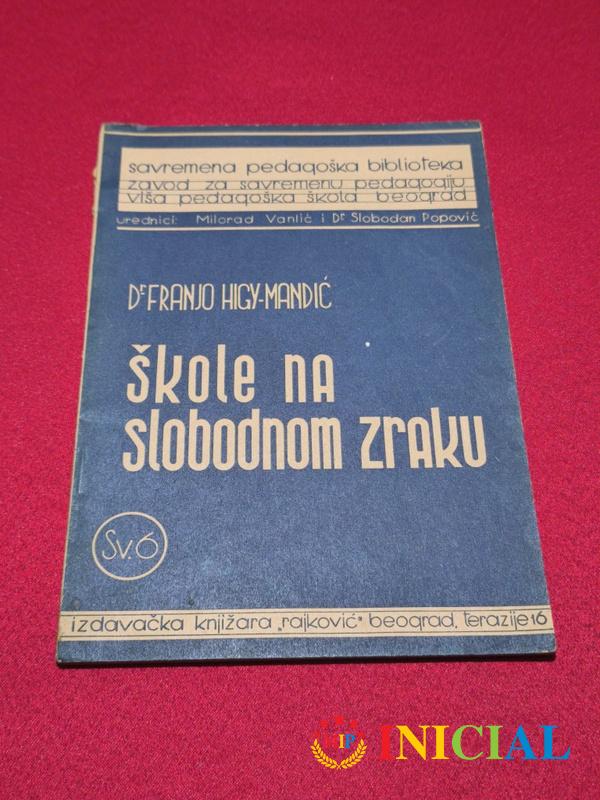 savremena pedagoška biblioteka
zavod za savremenu pedagogiju
viša pedagoška škola beograd
urednici: Milorad Vanlić i Dr Slobodan Popović
Dr FRANJO HIGY-MANDIĆ
škole na
slobodnom zraku
Sv. 6
izdavačka knjižara „rajković" beograd, terazije 16
IP INICIAL